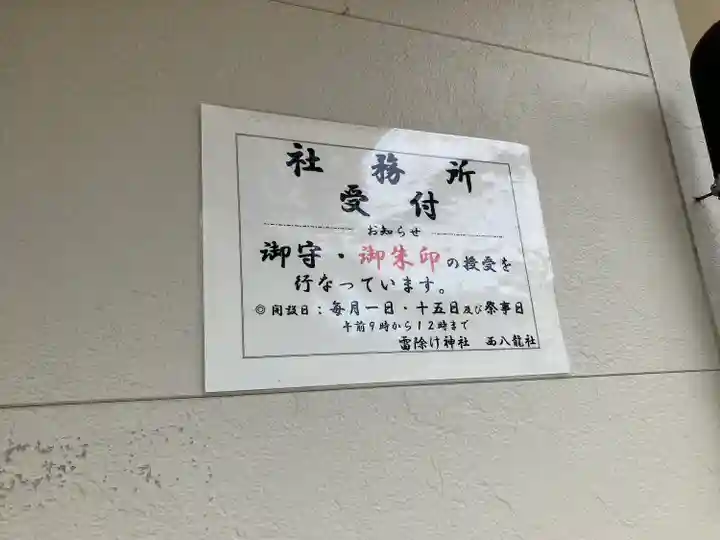 社務所
受付
お知らせ
御守・御朱印の授受を
行なっています。
◎開設日：毎月一日・十五日及び祭事日
午前9時から12時まで
雷除け神社　西八龍社